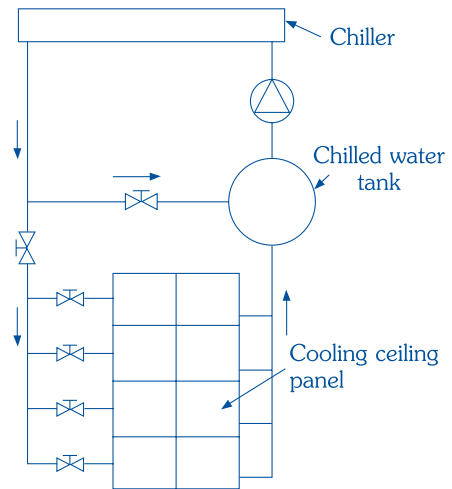 Chiller
Chilled water
tank
Cooling ceiling
panel